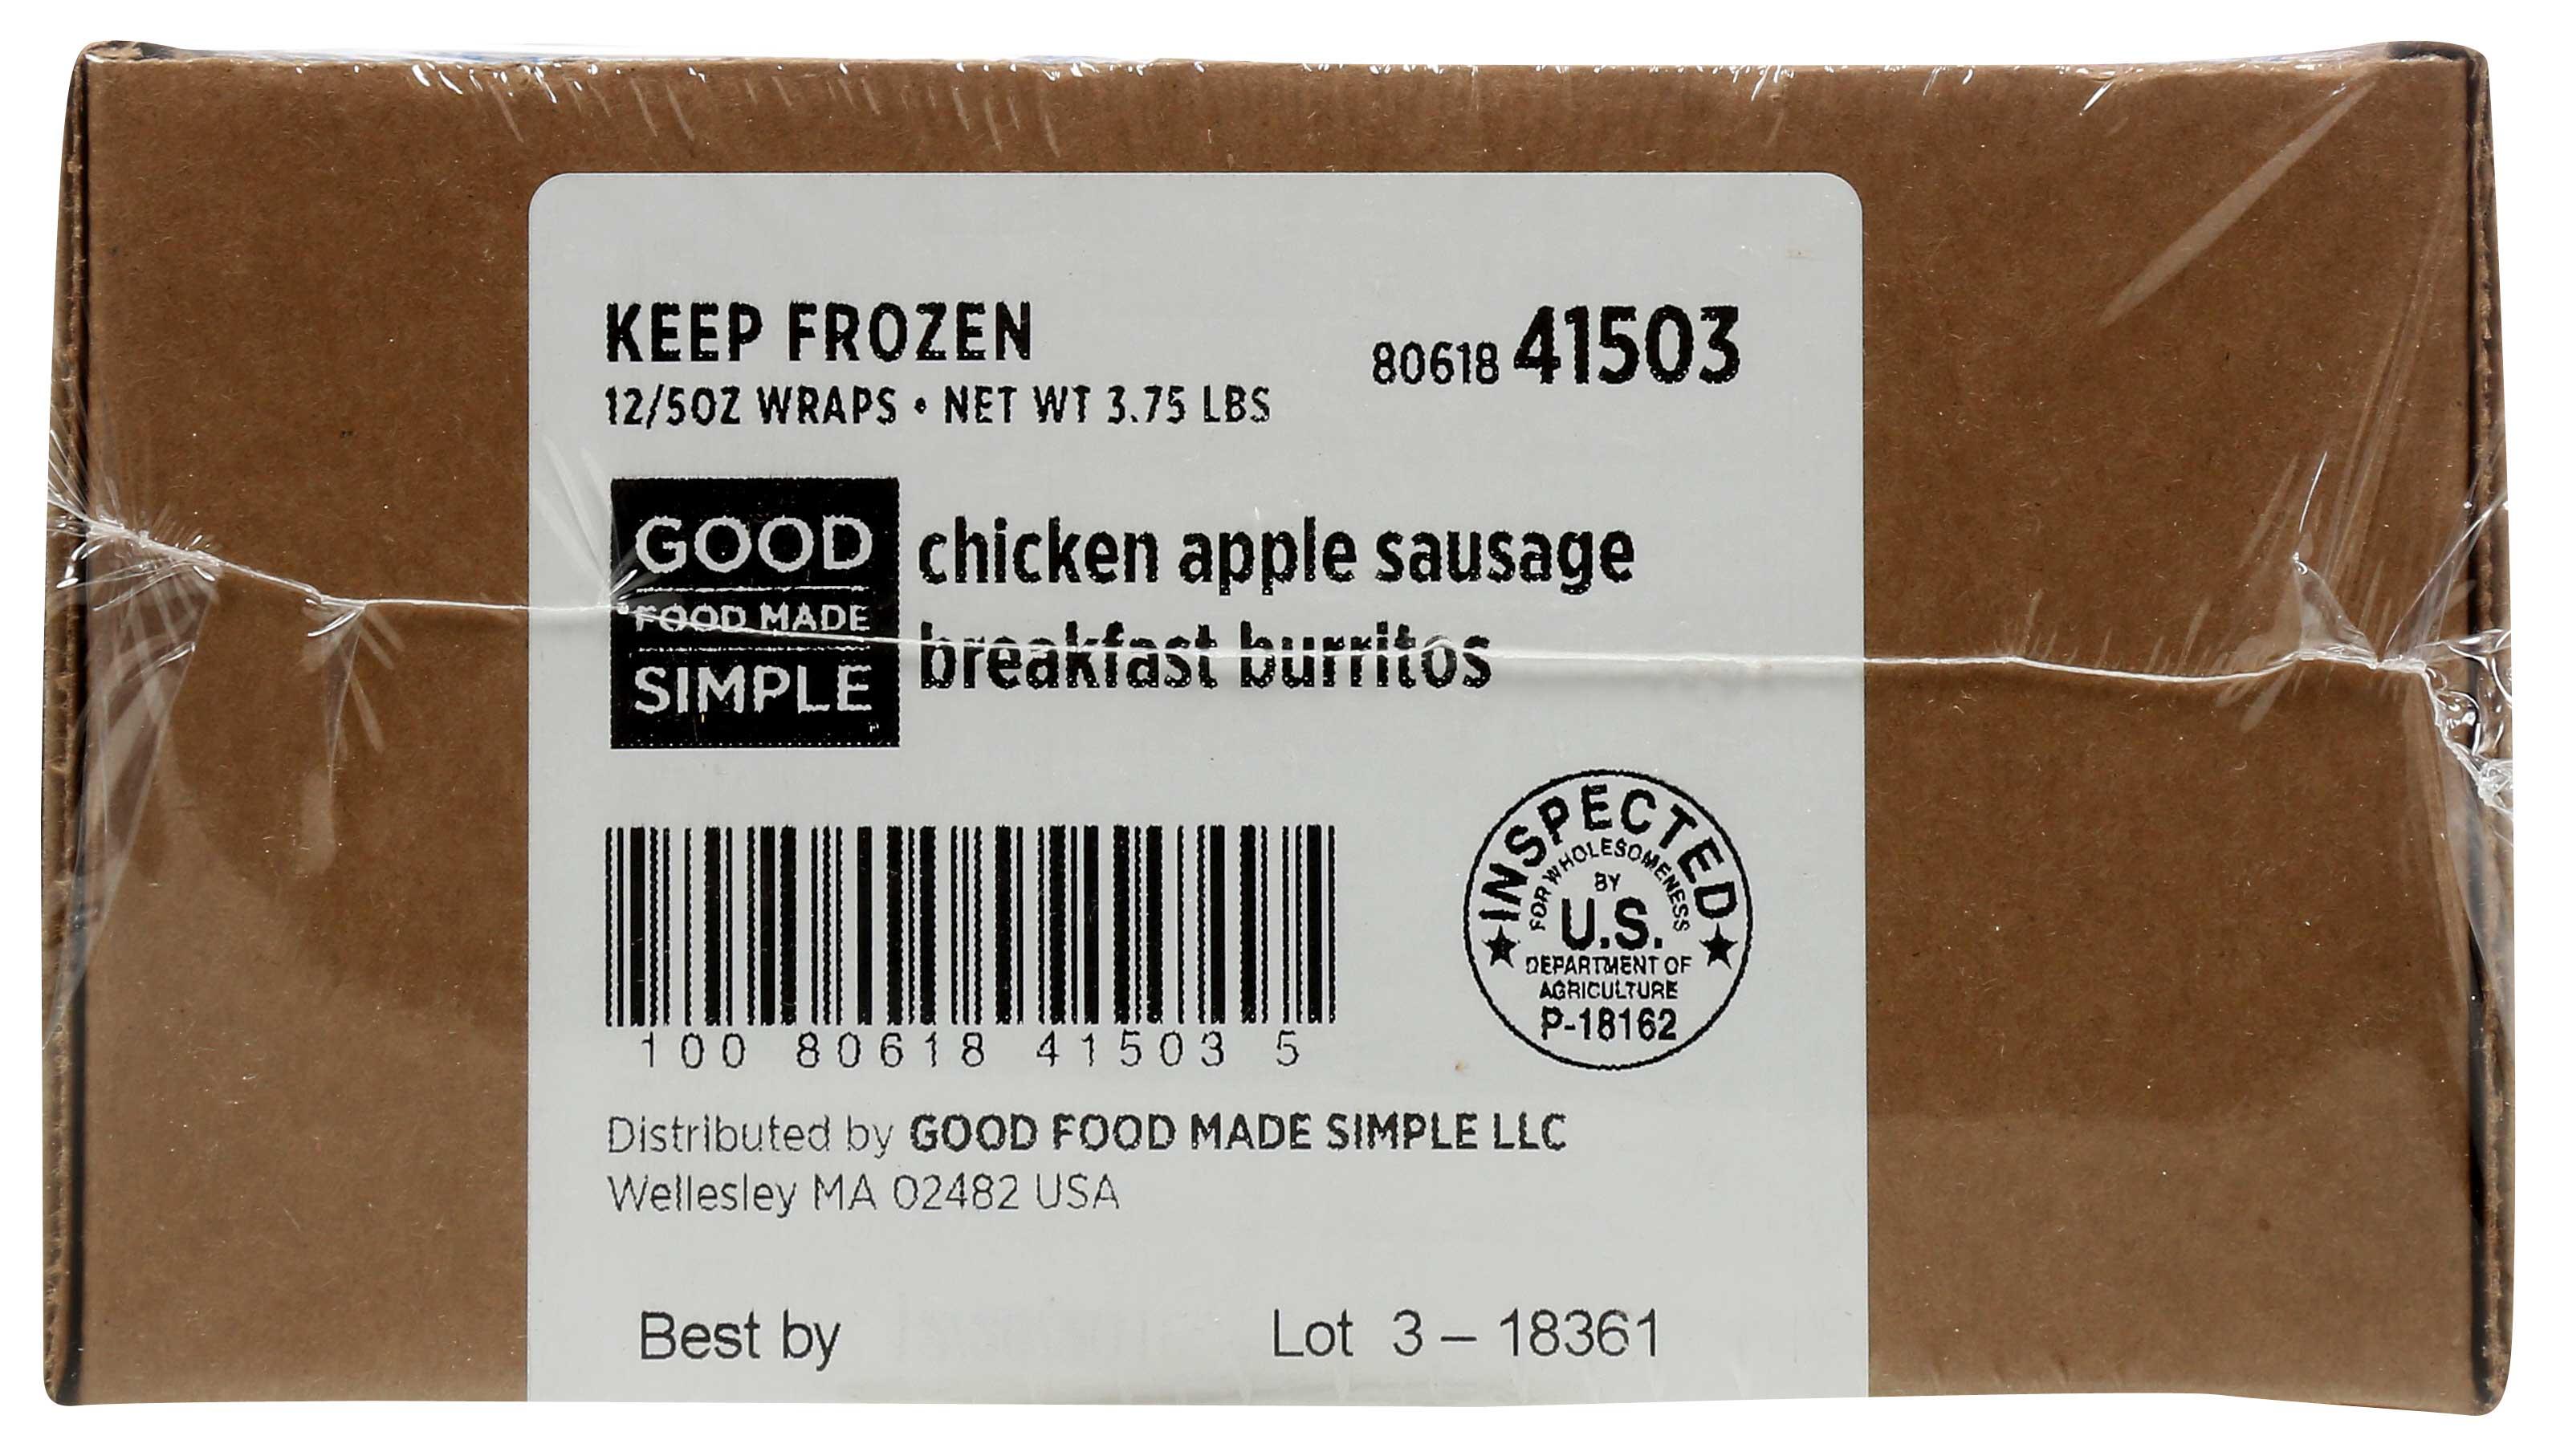 KEEP FROZEN
80618 41503
12/5OZ WRAPS • NET WT 3.75 LBS
GOOD
FOOD MADE
SIMPLE
chicken apple sausage
breakfast burritos
INSPECTED
FOR WHOLESOMENESS
BY
U.S.
DEPARTMENT OF
AGRICULTURE
P-18162
100 80618 41503 5
Distributed by GOOD FOOD MADE SIMPLE LLC
Wellesley MA 02482 USA
Best by
Lot 3 – 18361